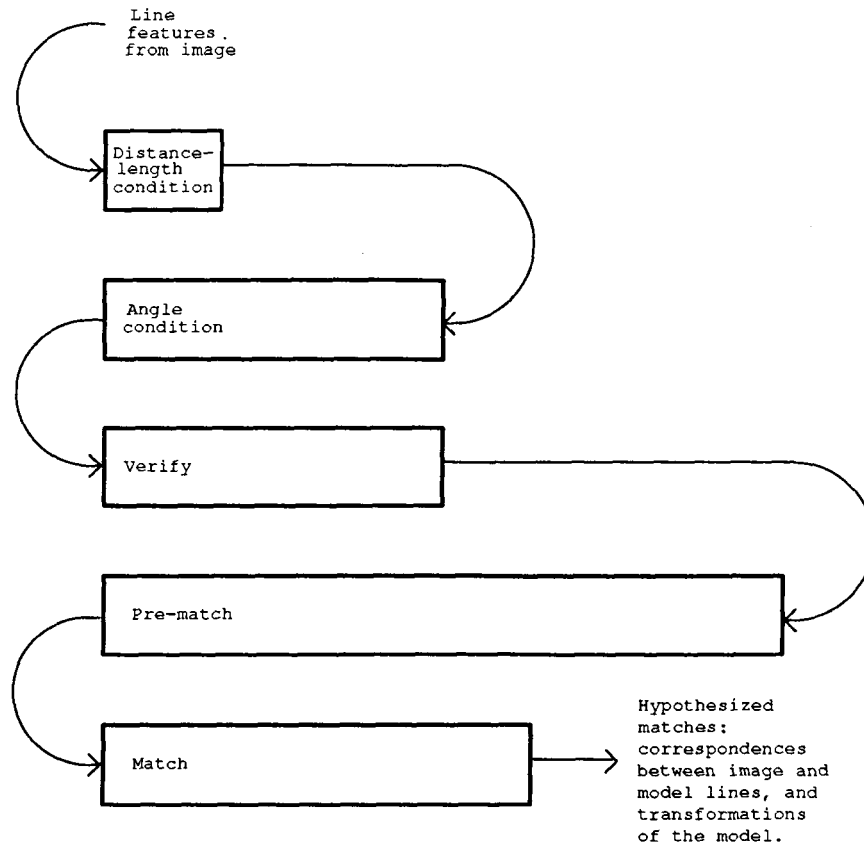 Line
features.
from image
Distance-
length
condition
Angle
condition
Verify
Pre-match
Match
Hypothesized
matches:
correspondences
between image and
model lines, and
transformations
of the model.